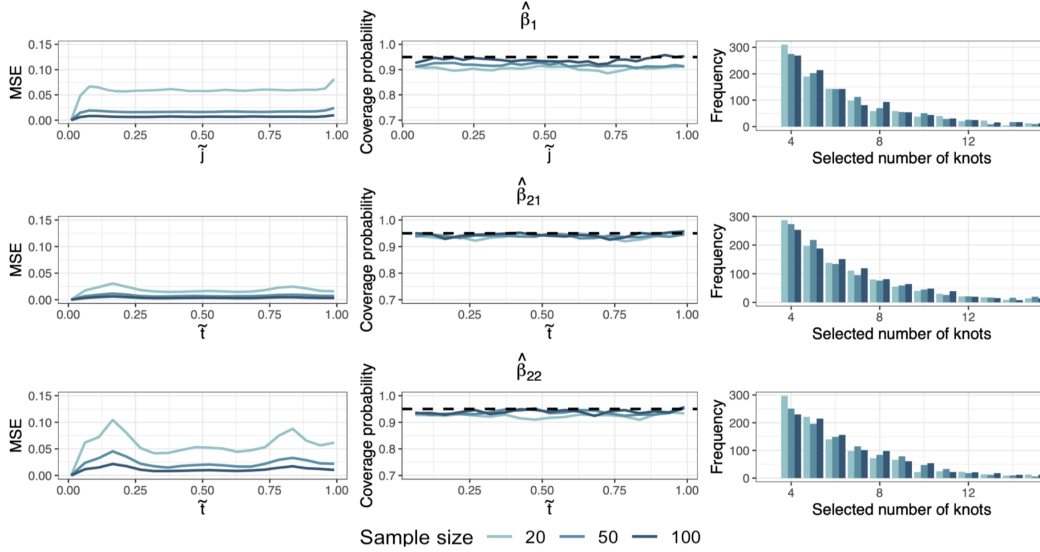 β̂₁
0.15
0.10
0.05
0.00
MSE
0.00 0.25 0.50 0.75 1.00
j̃
1.0
0.9
0.8
0.7
Coverage probability
0.00 0.25 0.50 0.75 1.00
j̃
300
200
100
0
Frequency
4 8 12
Selected number of knots
β̂₂₁
0.15
0.10
0.05
0.00
MSE
0.00 0.25 0.50 0.75 1.00
t̃
1.0
0.9
0.8
0.7
Coverage probability
0.25 0.50 0.75 1.00
t̃
300
200
100
0
Frequency
4 8 12
Selected number of knots
β̂₂₂
0.15
0.10
0.05
0.00
MSE
0.00 0.25 0.50 0.75 1.00
t̃
1.0
0.9
0.8
0.7
Coverage probability
0.25 0.50 0.75 1.00
t̃
300
200
100
0
Frequency
4 8 12
Selected number of knots
Sample size 20 50 100